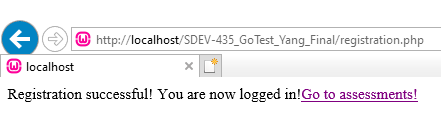 http://localhost/SDEV-435_GoTest_Yang_Final/registration.php
localhost
Registration successful! You are now logged in!Go to assessments!